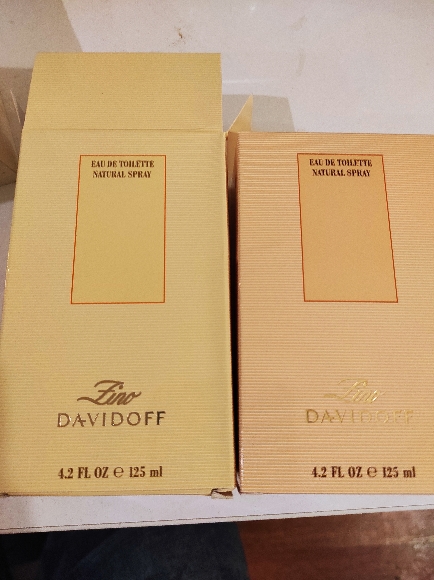 EAU DE TOILETTE
NATURAL SPRAY
Zino
DAVIDOFF
4.2 FL OZ ℮ 125 ml
EAU DE TOILETTE
NATURAL SPRAY
Zino
DAVIDOFF
4.2 FL OZ ℮ 125 ml